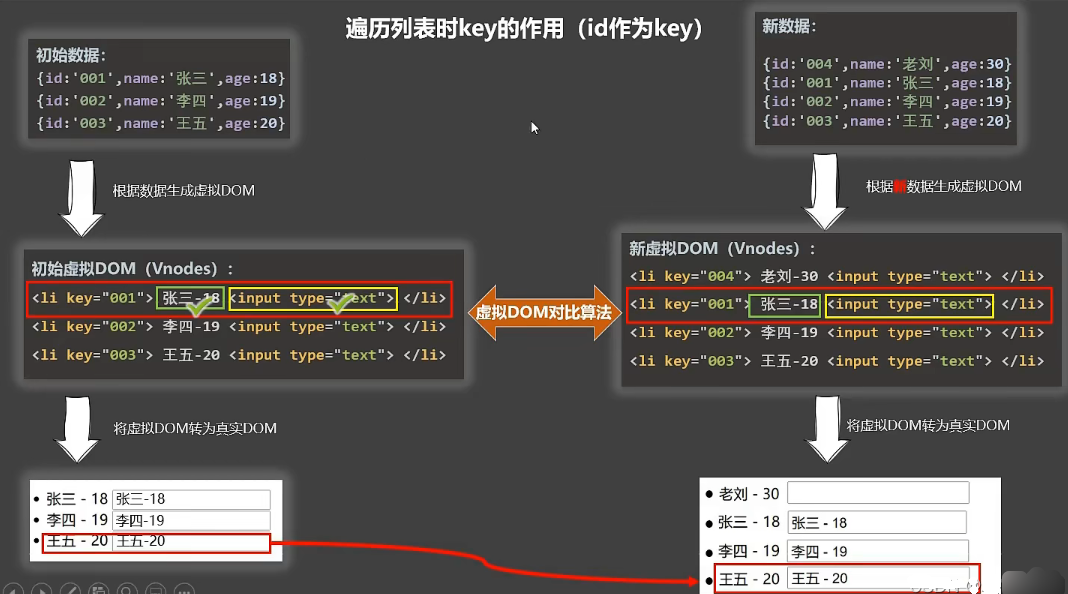 遍历列表时key的作用（id作为key）
初始数据：
{id:'001',name:'张三',age:18}
{id:'002',name:'李四',age:19}
{id:'003',name:'王五',age:20}
新数据：
{id:'004',name:'老刘',age:30}
{id:'001',name:'张三',age:18}
{id:'002',name:'李四',age:19}
{id:'003',name:'王五',age:20}
根据数据生成虚拟DOM
根据新数据生成虚拟DOM
初始虚拟DOM（Vnodes）：
<li key="001"> 张三-18 <input type="text"> </li>
<li key="002"> 李四-19 <input type="text"> </li>
<li key="003"> 王五-20 <input type="text"> </li>
虚拟DOM对比算法
新虚拟DOM（Vnodes）：
<li key="004"> 老刘-30 <input type="text"> </li>
<li key="001"> 张三-18 <input type="text"> </li>
<li key="002"> 李四-19 <input type="text"> </li>
<li key="003"> 王五-20 <input type="text"> </li>
将虚拟DOM转为真实DOM
将虚拟DOM转为真实DOM
• 张三 - 18 张三-18
• 李四 - 19 李四-19
• 王五 - 20 王五-20
• 老刘 - 30
• 张三 - 18 张三 - 18
• 李四 - 19 李四 - 19
• 王五 - 20 王五 - 20